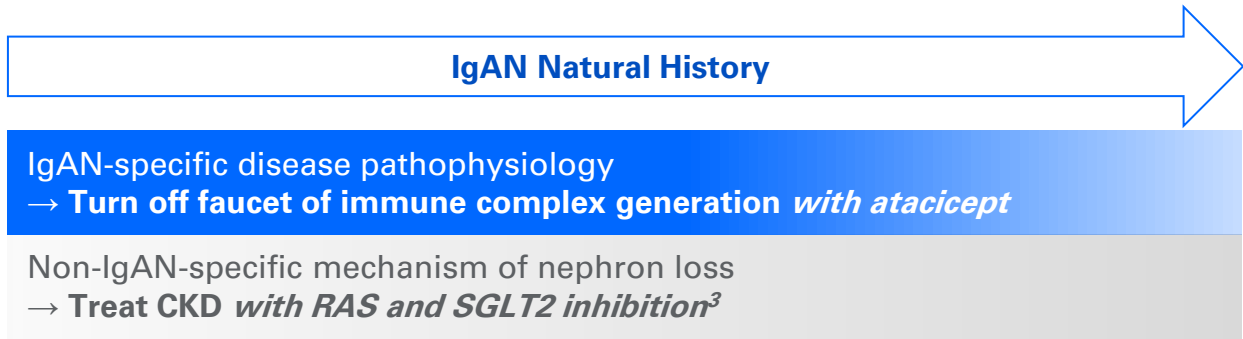 IgAN Natural History
IgAN-specific disease pathophysiology
→ Turn off faucet of immune complex generation with atacicept
Non-IgAN-specific mechanism of nephron loss
→ Treat CKD with RAS and SGLT2 inhibition³